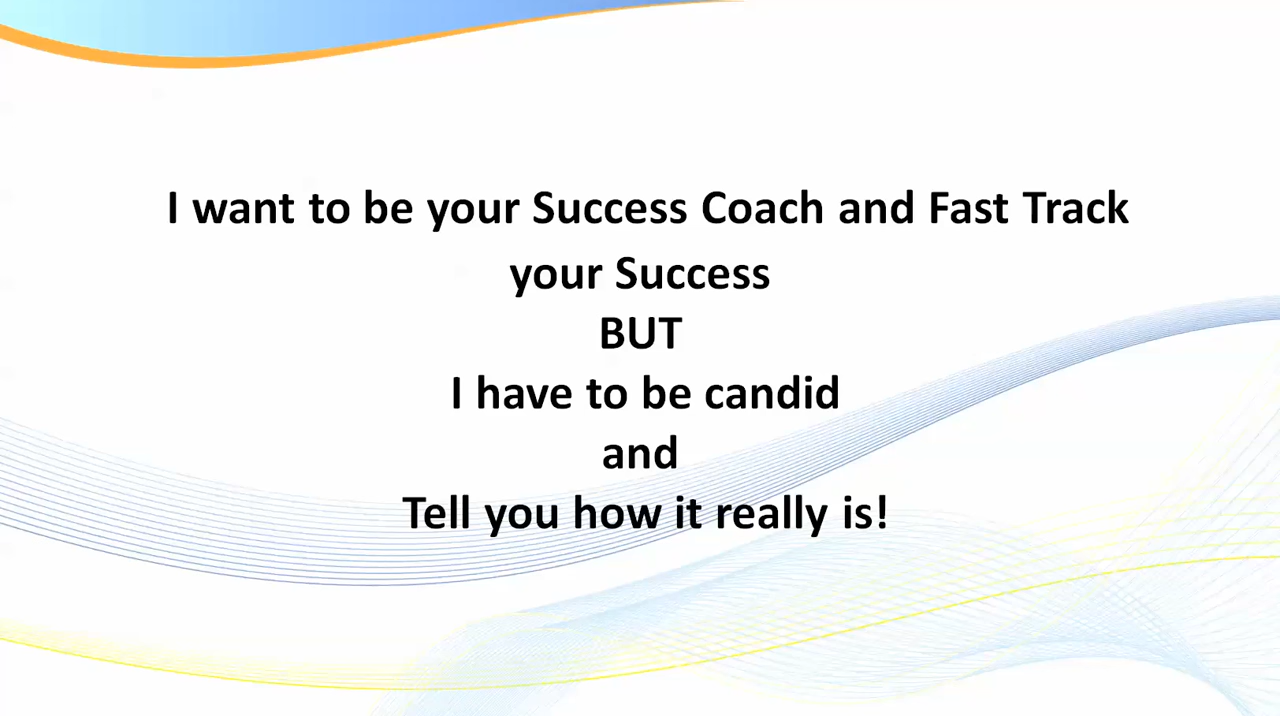 I want to be your Success Coach and Fast Track
your Success
BUT
I have to be candid
and
Tell you how it really is!